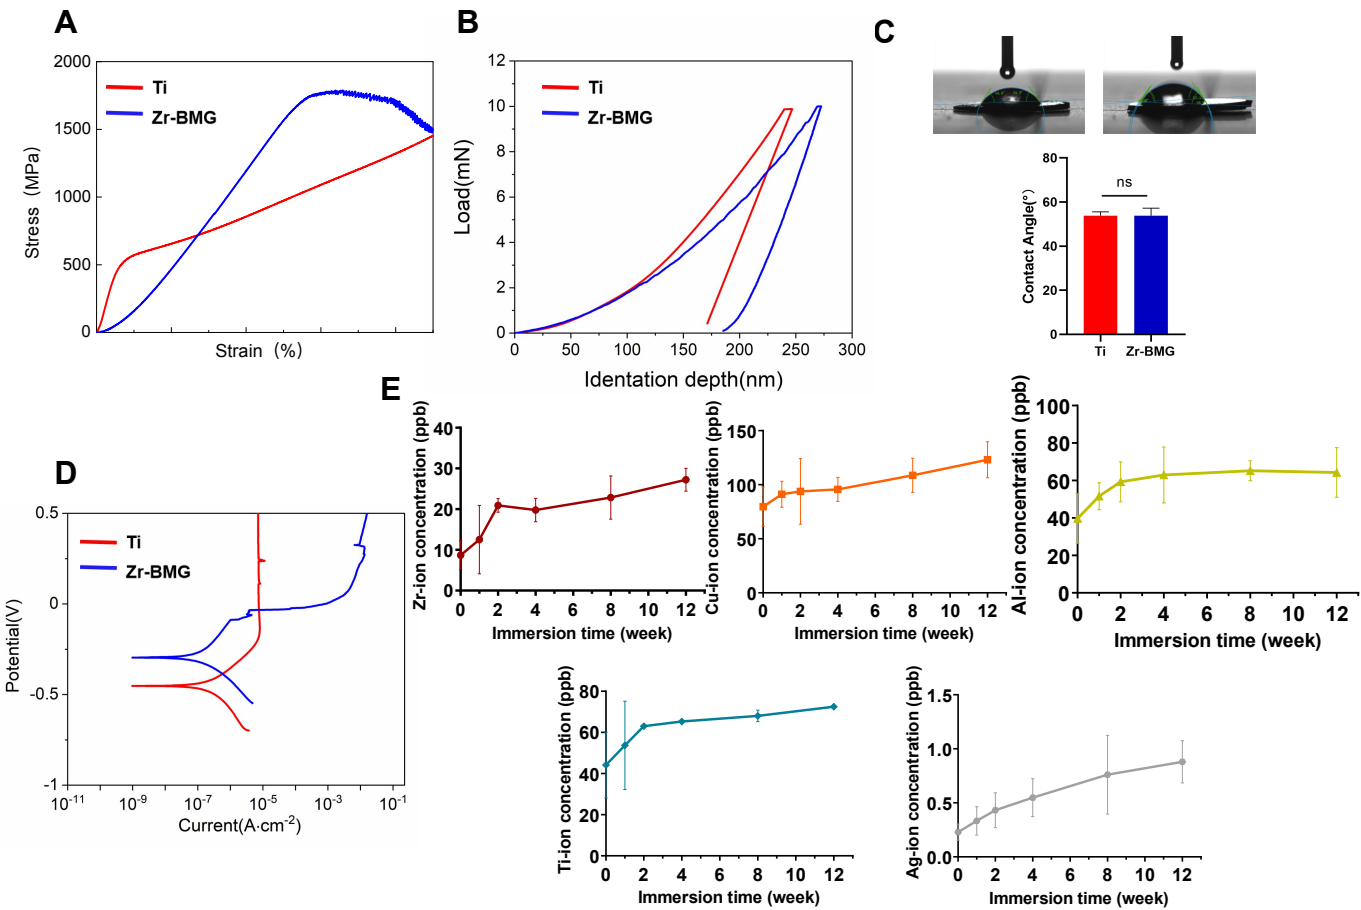 A
2000
1500
1000
500
0
Stress (MPa)
Strain (%)
Ti
Zr-BMG
B
12
10
8
6
4
2
0
0 50 100 150 200 250 300
Load(mN)
Identation depth(nm)
Ti
Zr-BMG
C
80
60
40
20
0
Contact Angle(°)
ns
Ti Zr-BMG
D
0.5
0
-0.5
-1
10-11 10-9 10-7 10-5 10-3 10-1
Potential(V)
Current(A·cm-2)
Ti
Zr-BMG
E
40
30
20
10
0
0 2 4 6 8 10 12
Zr-ion concentration (ppb)
Immersion time (week)
150
100
50
0
0 2 4 6 8 10 12
Cu-ion concentration (ppb)
Immersion time (week)
100
80
60
40
20
0
0 2 4 6 8 10 12
Al-ion concentration (ppb)
Immersion time (week)
80
60
40
20
0
0 2 4 6 8 10 12
Ti-ion concentration (ppb)
Immersion time (week)
1.5
1.0
0.5
0.0
0 2 4 6 8 10 12
Ag-ion concentration (ppb)
Immersion time (week)